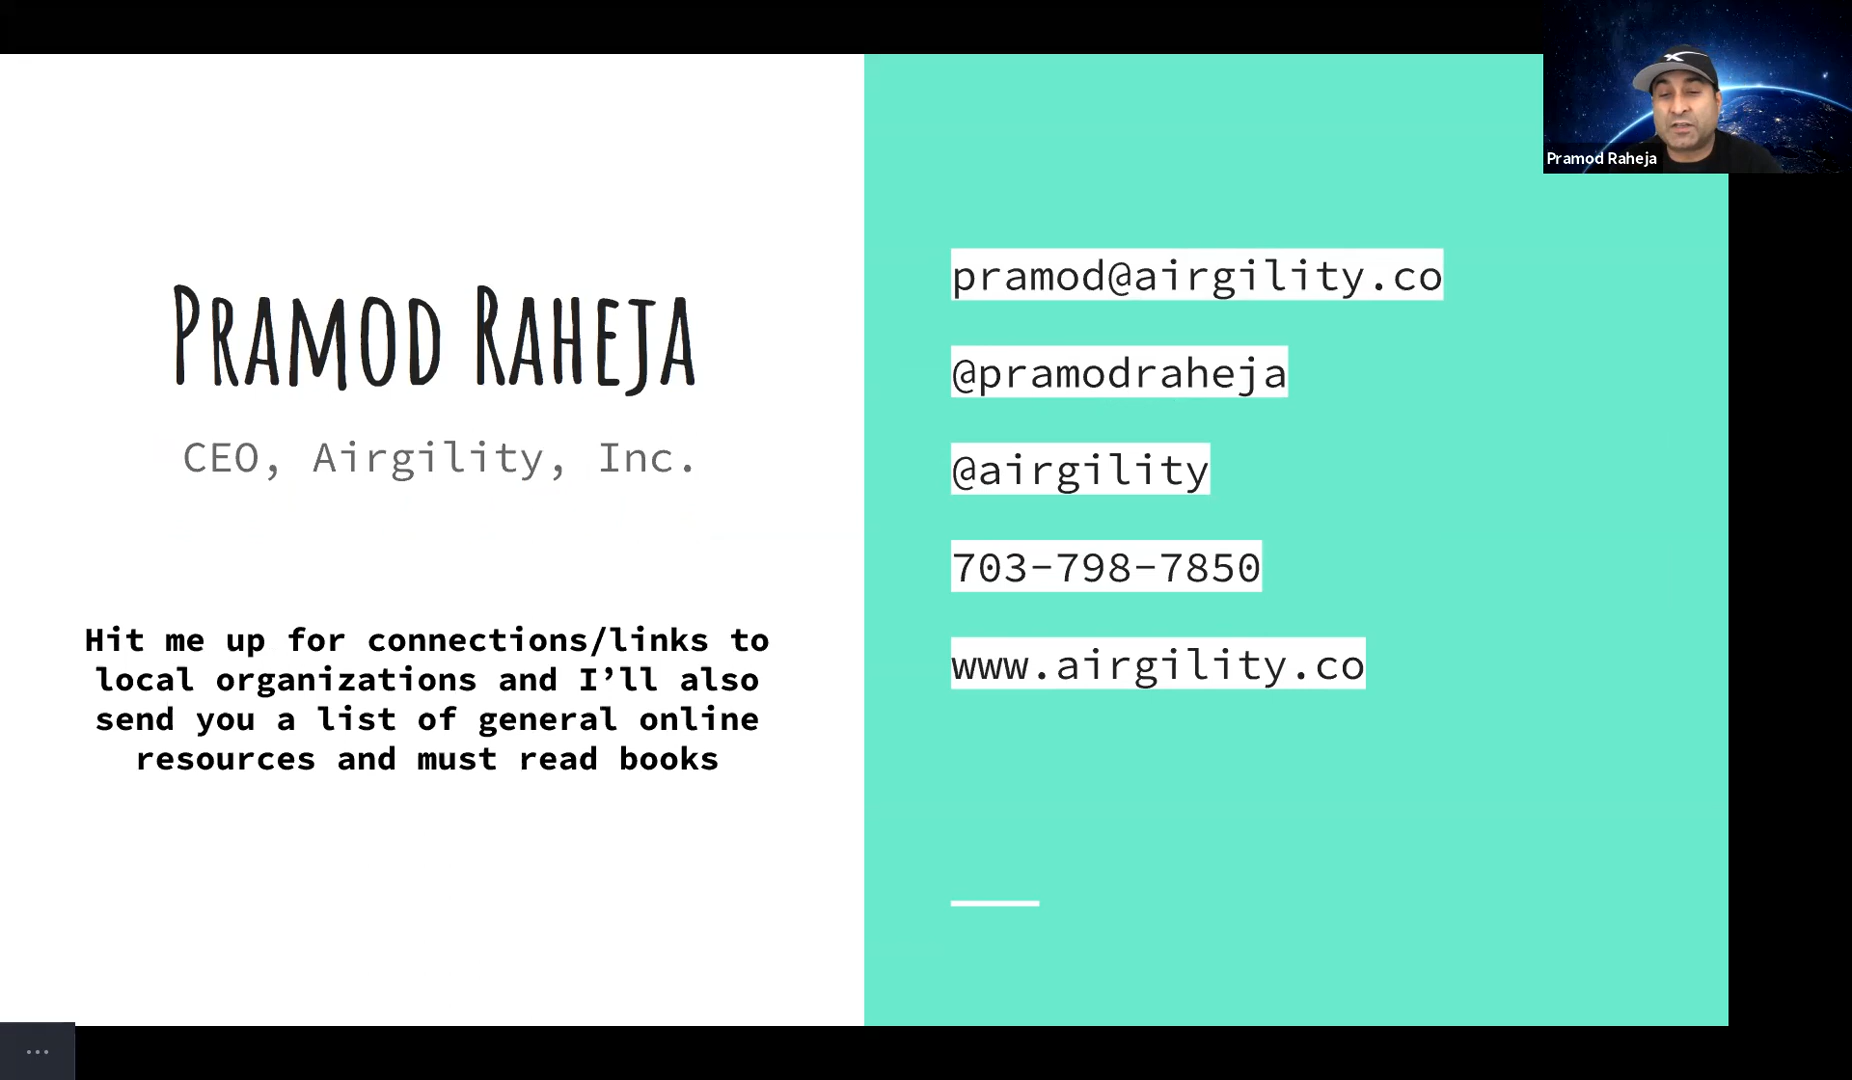 Pramod Raheja
PRAMOD RAHEJA
CEO, Airgility, Inc.
Hit me up for connections/links to
local organizations and I’ll also
send you a list of general online
resources and must read books
pramod@airgility.co
@pramodraheja
@airgility
703-798-7850
www.airgility.co